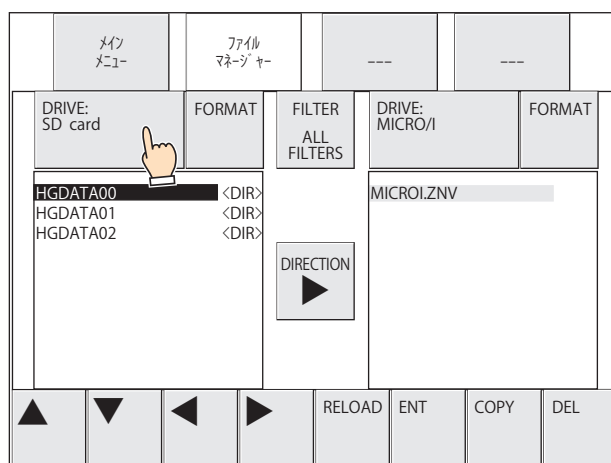 ﾒｲﾝ
ﾒﾆｭｰ
ﾌｧｲﾙ
ﾏﾈｰｼﾞｬｰ
---
---
DRIVE:
SD card
FORMAT
FILTER
ALL
FILTERS
DRIVE:
MICRO/I
FORMAT
HGDATA00 <DIR>
HGDATA01 <DIR>
HGDATA02 <DIR>
MICROI.ZNV
DIRECTION
RELOAD
ENT
COPY
DEL